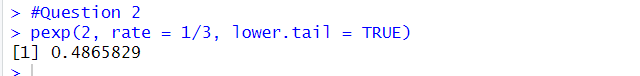 > #Question 2
> pexp(2, rate = 1/3, lower.tail = TRUE)
[1] 0.4865829
>